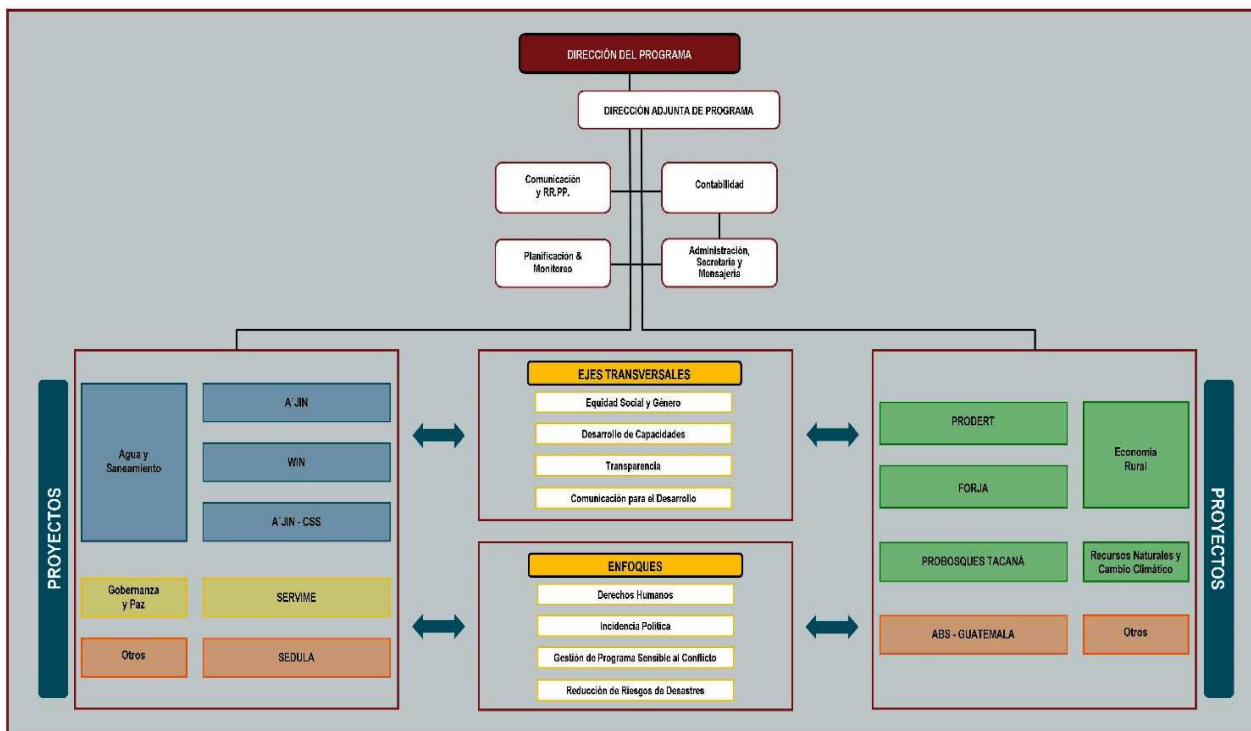 DIRECCIÓN DEL PROGRAMA
DIRECCIÓN ADJUNTA DE PROGRAMA
Comunicación
y RR.PP.
Contabilidad
Planificación &
Monitoreo
Administración,
Secretaria y
Mensajería
PROYECTOS
Agua y
Saneamiento
A´JIN
WIN
A´JIN - CSS
Gobernanza
y Paz
SERVIME
Otros
SEDULA
EJES TRANSVERSALES
Equidad Social y Género
Desarrollo de Capacidades
Transparencia
Comunicación para el Desarrollo
ENFOQUES
Derechos Humanos
Incidencia Política
Gestión de Programa Sensible al Conflicto
Reducción de Riesgos de Desastres
PRODERT
Economía
Rural
FORJA
PROBOSQUES TACANÁ
Recursos Naturales y
Cambio Climático
ABS - GUATEMALA
Otros
PROYECTOS